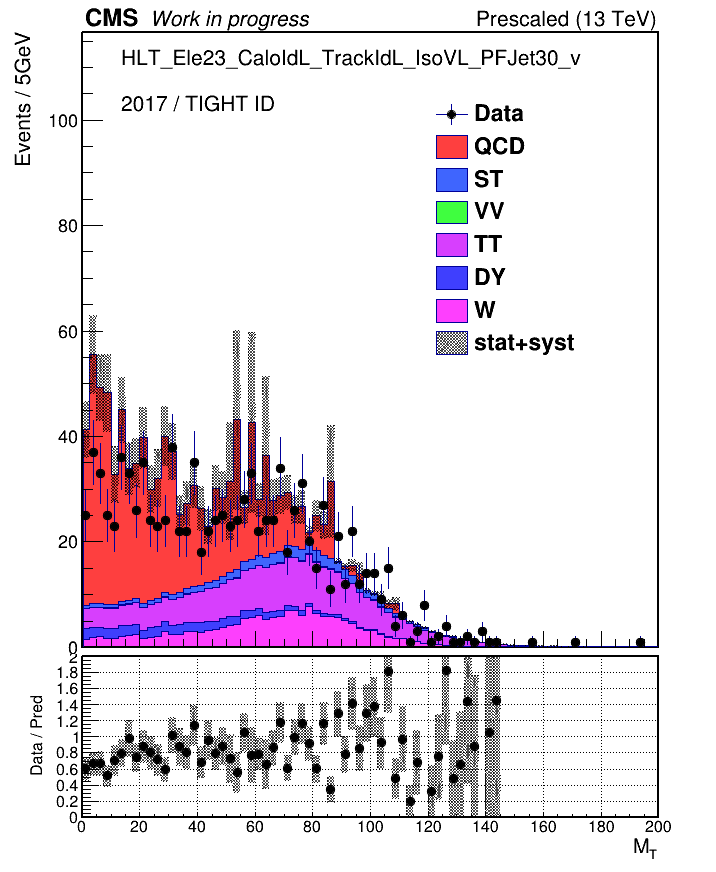 CMS Work in progress Prescaled (13 TeV)
Events / 5GeV
HLT_Ele23_CaloIdL_TrackIdL_IsoVL_PFJet30_v
2017 / TIGHT ID
Data
QCD
ST
VV
TT
DY
W
stat+syst
100
80
60
40
20
0
Data / Pred
2
1.8
1.6
1.4
1.2
1
0.8
0.6
0.4
0.2
0
0 20 40 60 80 100 120 140 160 180 200
M_T